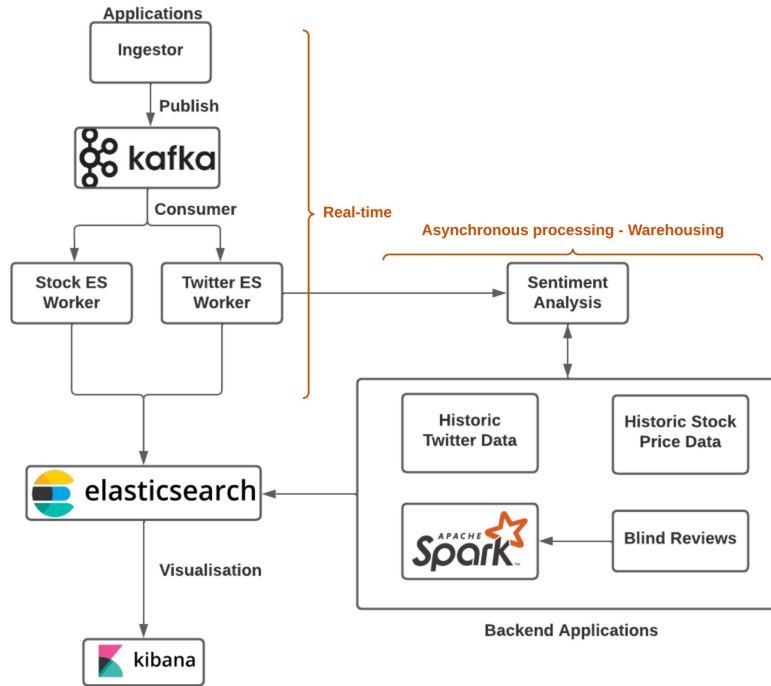 Applications
Ingestor
Publish
kafka
Consumer
Real-time
Asynchronous processing - Warehousing
Stock ES
Worker
Twitter ES
Worker
Sentiment
Analysis
Historic
Twitter Data
Historic Stock
Price Data
elasticsearch
APACHE
Spark™
Blind Reviews
Visualisation
Backend Applications
kibana